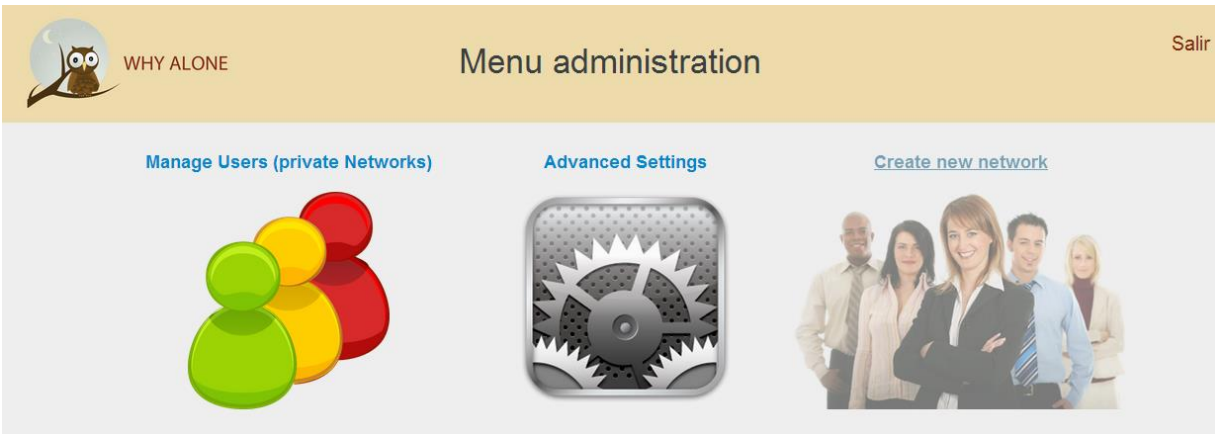 WHY ALONE
Menu administration
Salir
Manage Users (private Networks)
Advanced Settings
Create new network